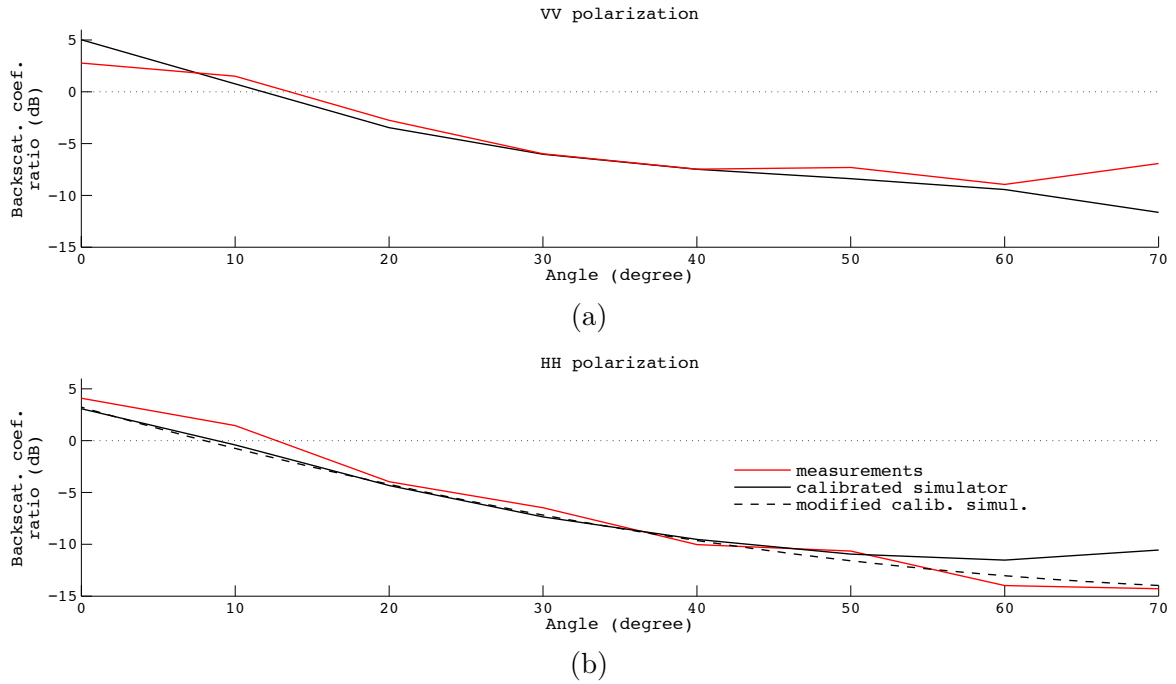 VV polarization
Backscat. coef.
ratio (dB)
5
0
−5
−10
−15
0 10 20 30 40 50 60 70
Angle (degree)
(a)
HH polarization
Backscat. coef.
ratio (dB)
5
0
−5
−10
−15
measurements
calibrated simulator
modified calib. simul.
0 10 20 30 40 50 60 70
Angle (degree)
(b)